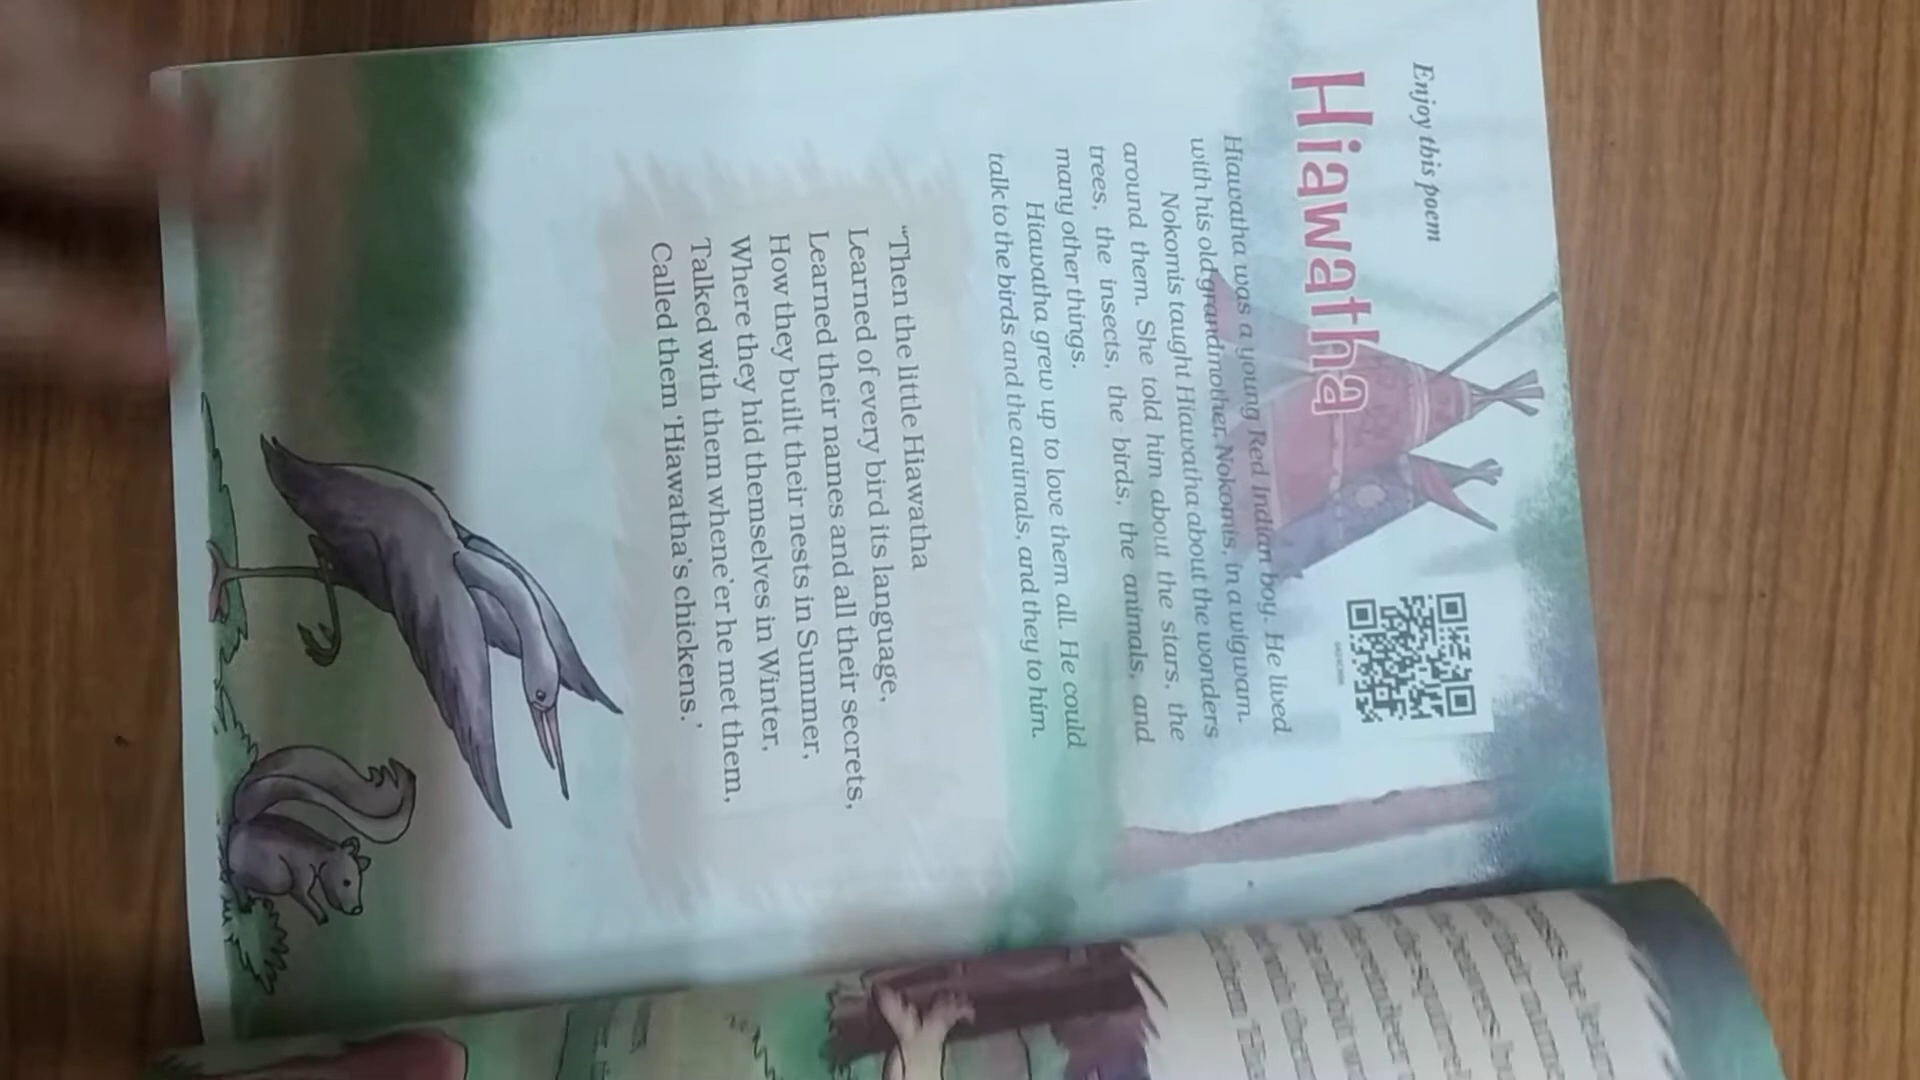 Enjoy this poem
Hiawatha
Hiawatha was a young Red Indian boy. He lived
with his old grandmother, Nokomis, in a wigwam.
Nokomis taught Hiawatha about the wonders
around them. She told him about the stars, the
trees, the insects, the birds, the animals, and
many other things.
Hiawatha grew up to love them all. He could
talk to the birds and the animals, and they to him.
“Then the little Hiawatha
Learned of every bird its language,
Learned their names and all their secrets,
How they built their nests in Summer,
Where they hid themselves in Winter,
Talked with them whene’er he met them,
Called them ‘Hiawatha’s chickens.’